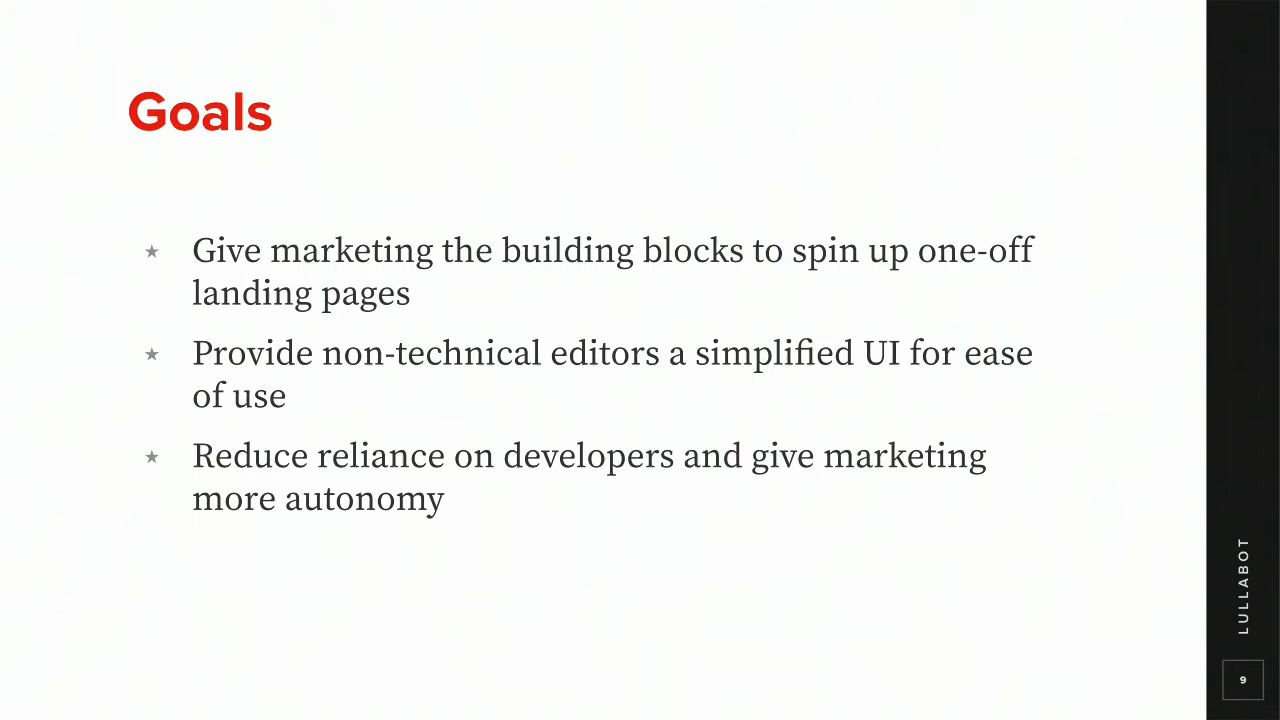 Goals
★ Give marketing the building blocks to spin up one-off
landing pages
★ Provide non-technical editors a simplified UI for ease
of use
★ Reduce reliance on developers and give marketing
more autonomy
LULLABOT
9